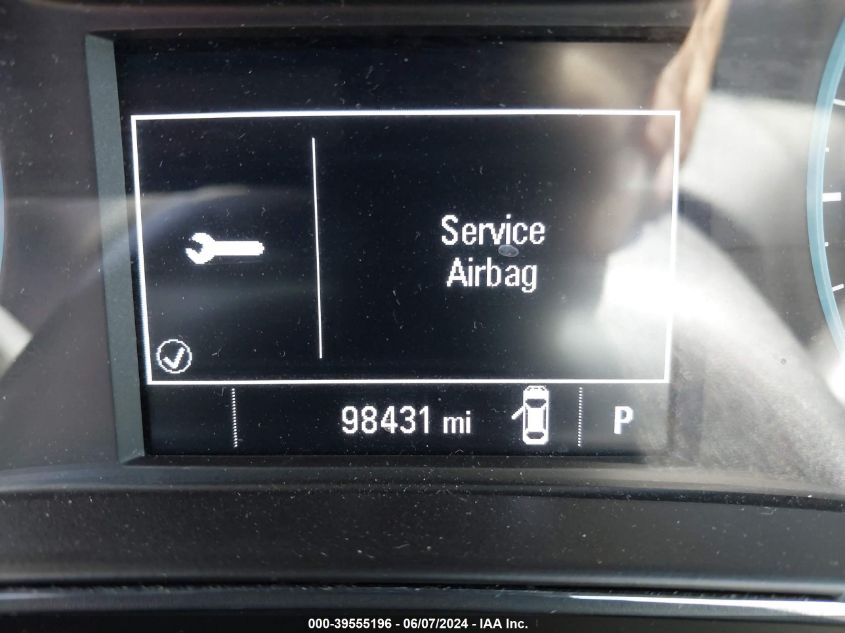 Service
Airbag
98431 mi
P
000-39555196 - 06/07/2024 - IAA Inc.